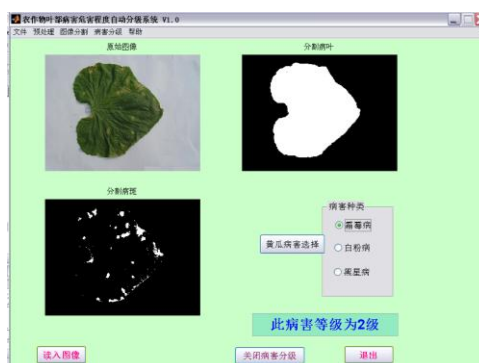 农作物叶部病害危害程度自动分级系统 V1.0
文件 预处理 图像分割 病害分级 帮助
原始图像
分割病叶
分割病斑
病害种类
黄瓜病害选择
霜霉病
白粉病
黑星病
此病害等级为2级
读入图像
关闭病害分级
退出